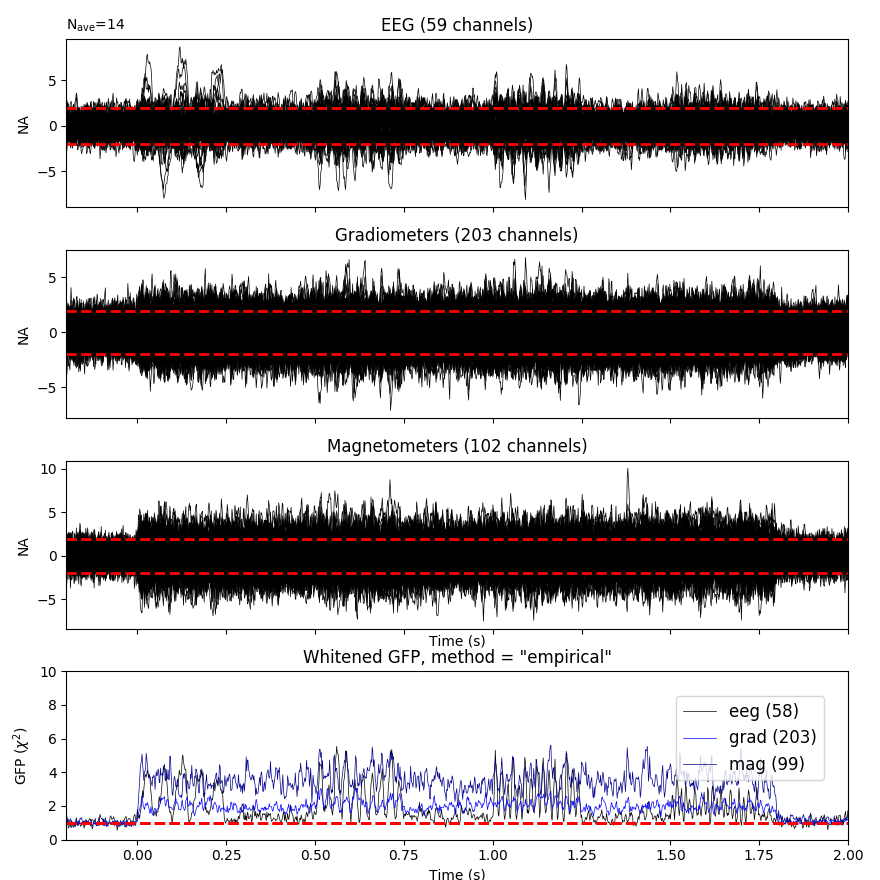 Nave=14
EEG (59 channels)
5
0
−5
NA
Gradiometers (203 channels)
5
0
−5
NA
Magnetometers (102 channels)
10
5
0
−5
NA
Time (s)
Whitened GFP, method = "empirical"
10
8
6
4
2
0
GFP (χ²)
eeg (58)
grad (203)
mag (99)
0.00 0.25 0.50 0.75 1.00 1.25 1.50 1.75 2.00
Time (s)